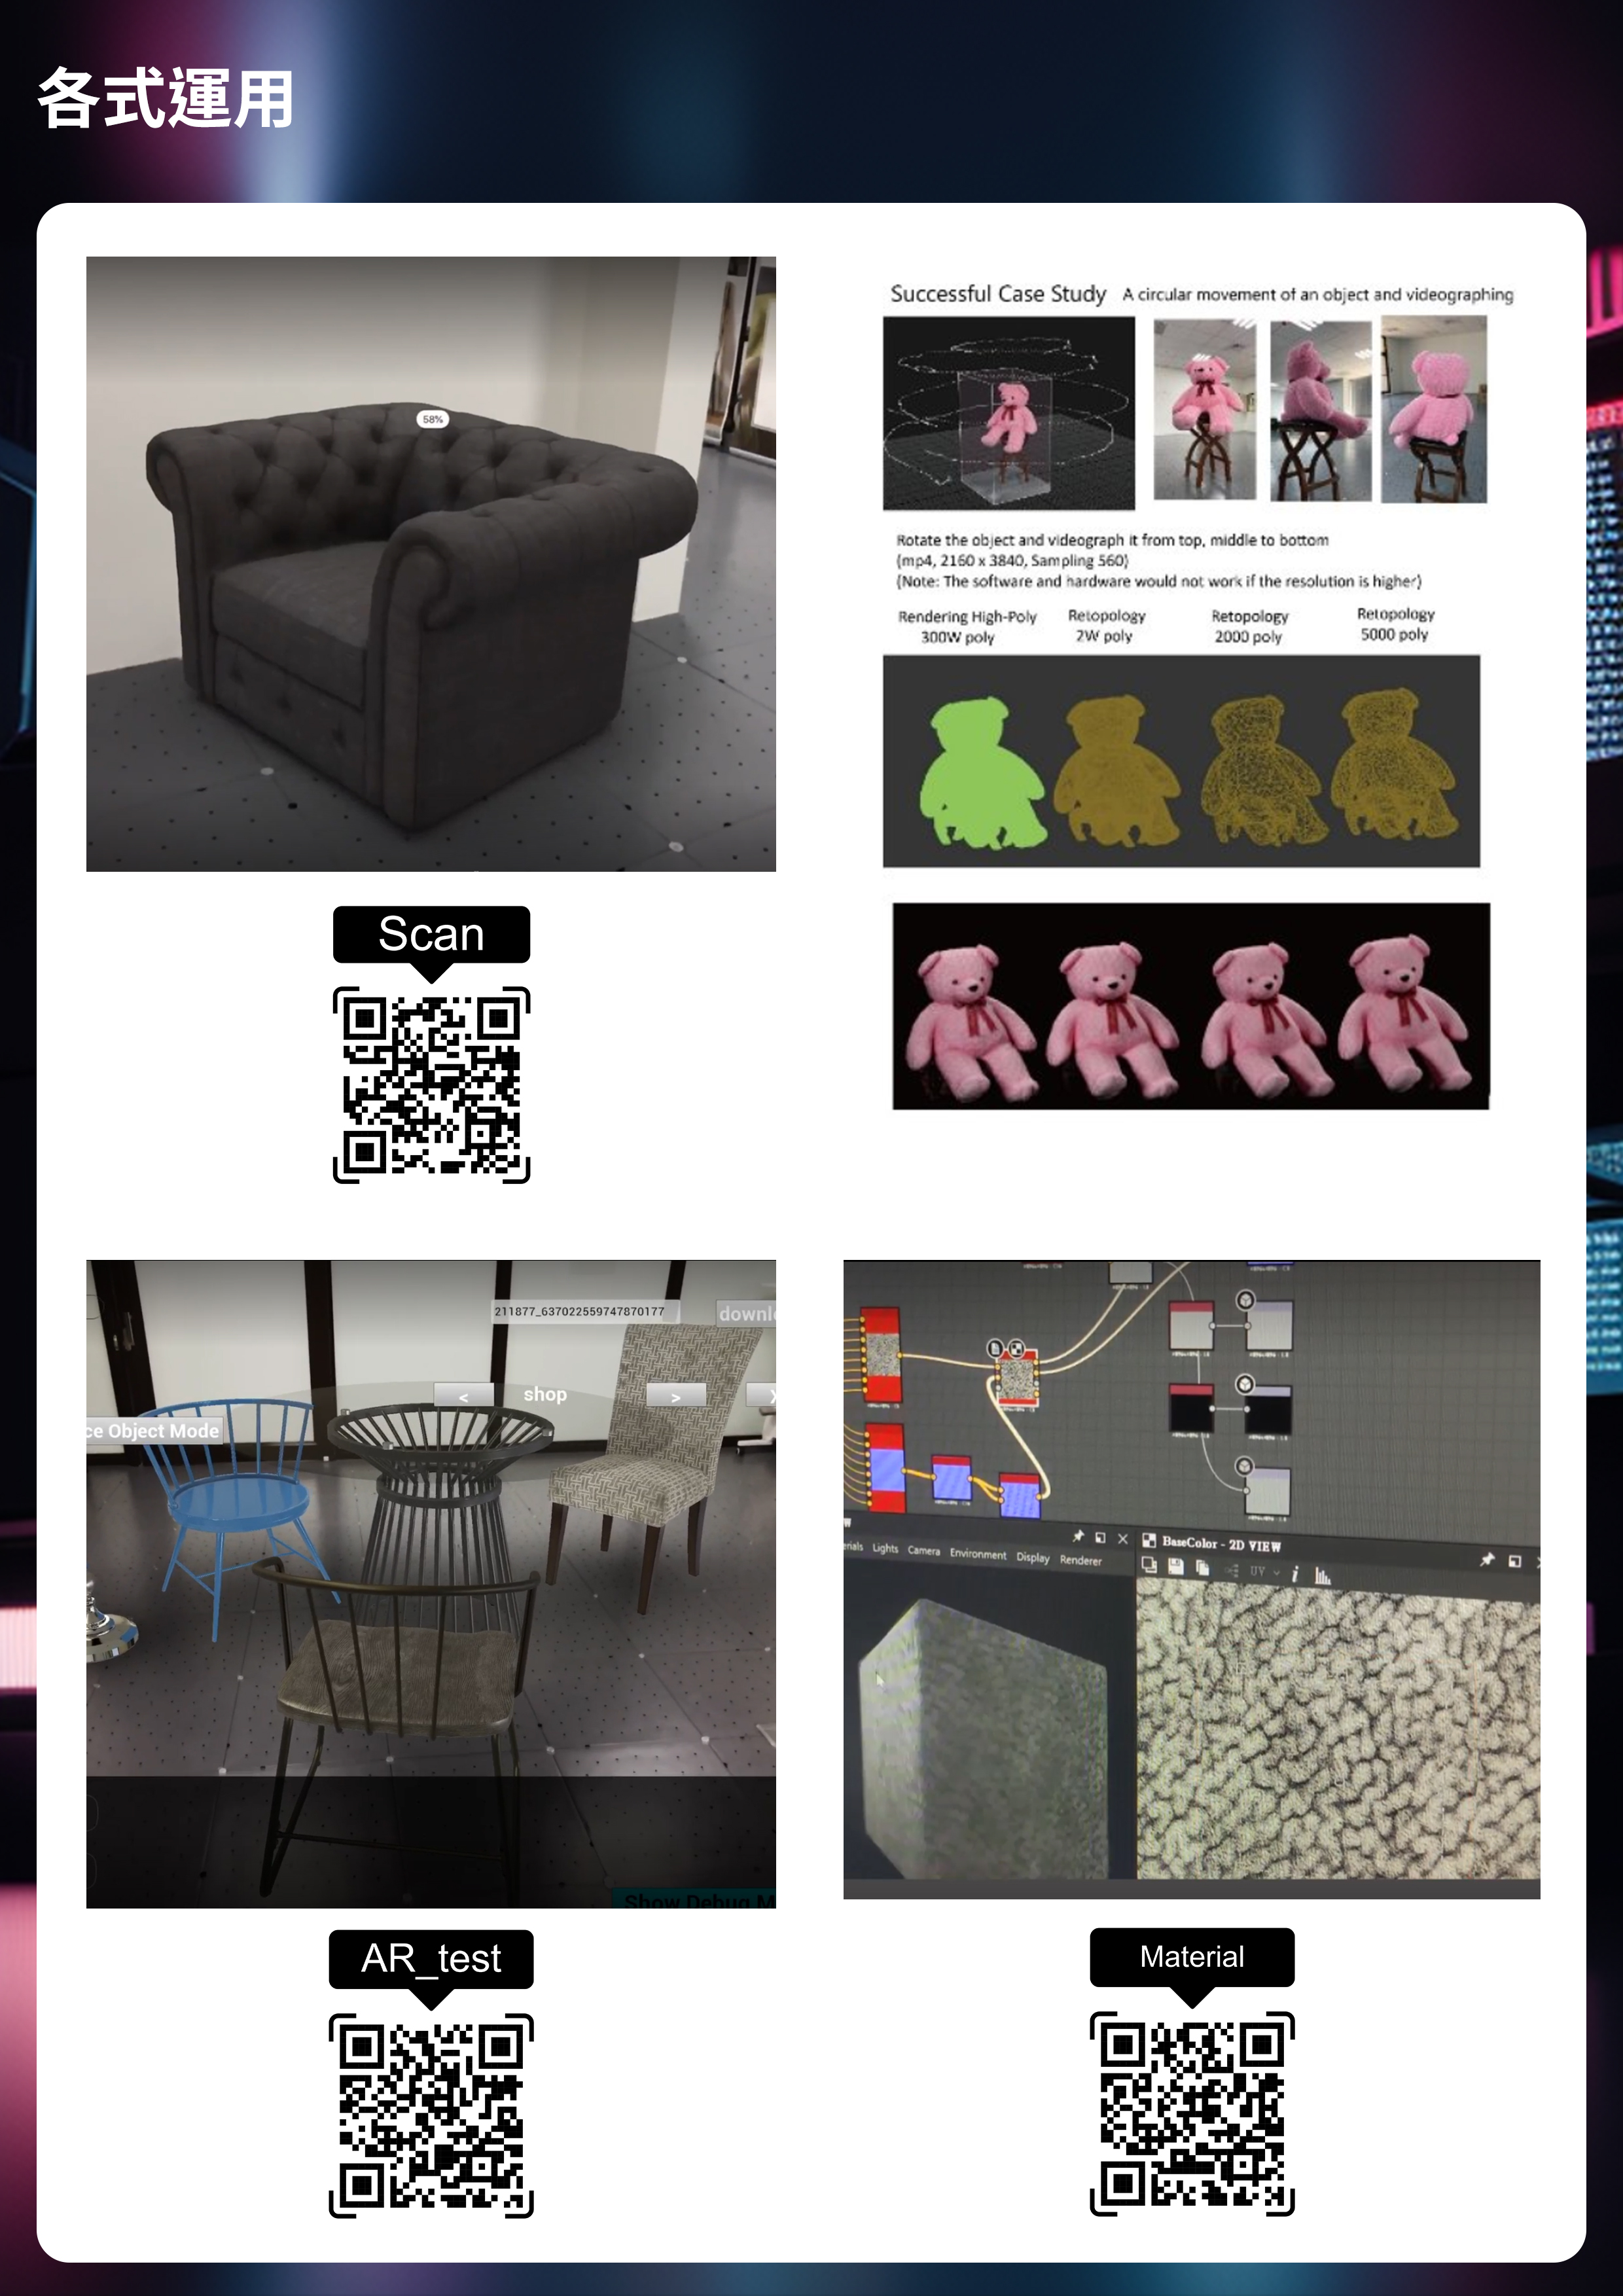 各式運用
58%
Scan
Successful Case Study A circular movement of an object and videographing
Rotate the object and videograph it from top, middle to bottom
(mp4, 2160 x 3840, Sampling 560)
(Note: The software and hardware would not work if the resolution is higher)
Rendering High-Poly
300W poly
Retopology
2W poly
Retopology
2000 poly
Retopology
5000 poly
211877_637022559747870177
downl
< shop > X
ce Object Mode
Show Debug M
AR_test
BaseColor - 2D VIEW
erials Lights Camera Environment Display Renderer
UV
Material